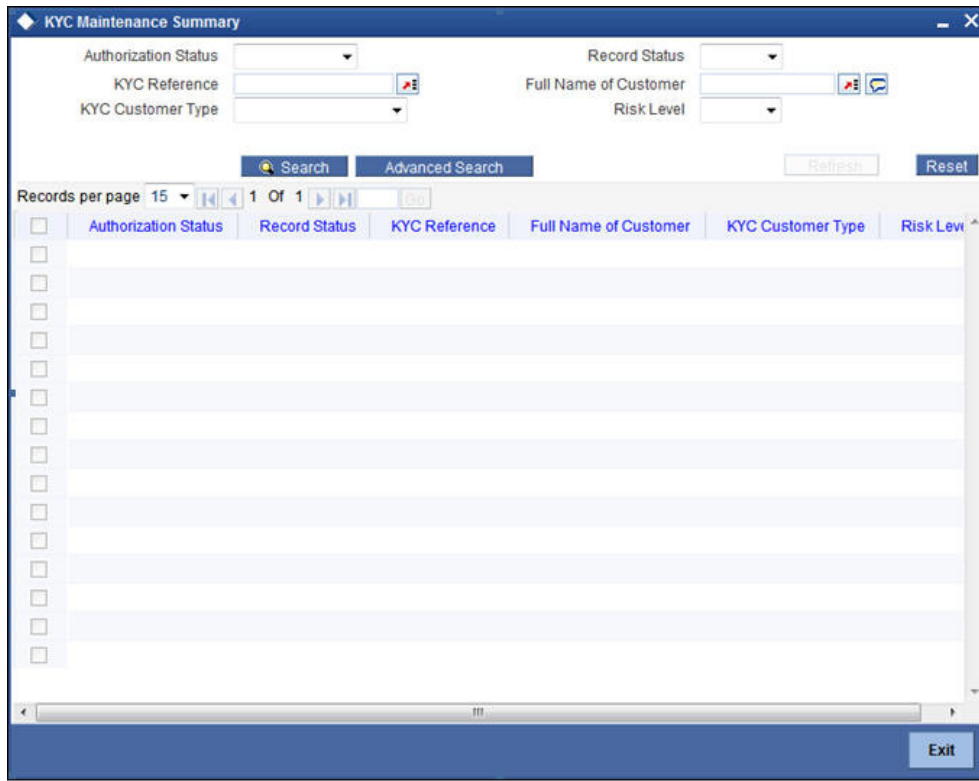 KYC Maintenance Summary
Authorization Status Record Status
KYC Reference Full Name of Customer
KYC Customer Type Risk Level
Search Advanced Search Refresh Reset
Records per page 15 1 Of 1 Go
Authorization Status Record Status KYC Reference Full Name of Customer KYC Customer Type Risk Leve
Exit